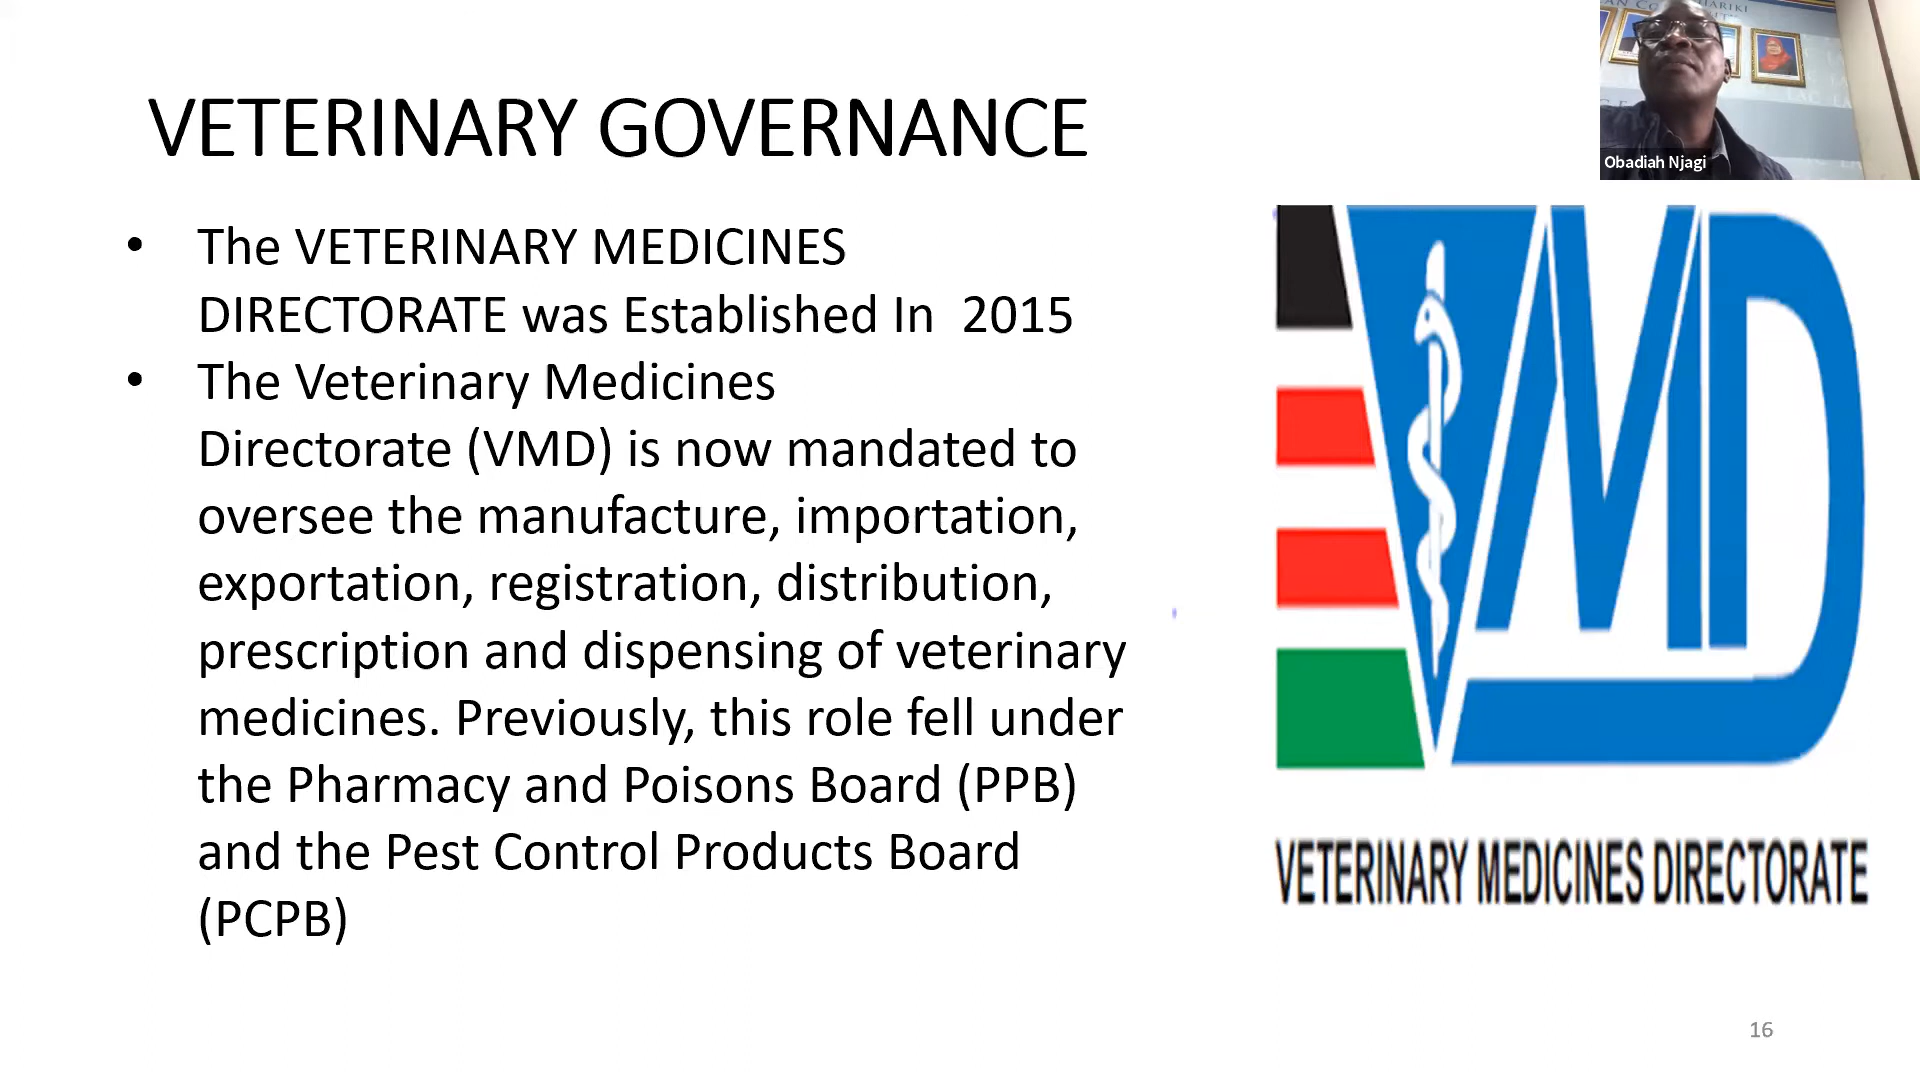 VETERINARY GOVERNANCE
Obadiah Njagi
• The VETERINARY MEDICINES
DIRECTORATE was Established In 2015
• The Veterinary Medicines
Directorate (VMD) is now mandated to
oversee the manufacture, importation,
exportation, registration, distribution,
prescription and dispensing of veterinary
medicines. Previously, this role fell under
the Pharmacy and Poisons Board (PPB)
and the Pest Control Products Board
(PCPB)
VMD
VETERINARY MEDICINES DIRECTORATE
16